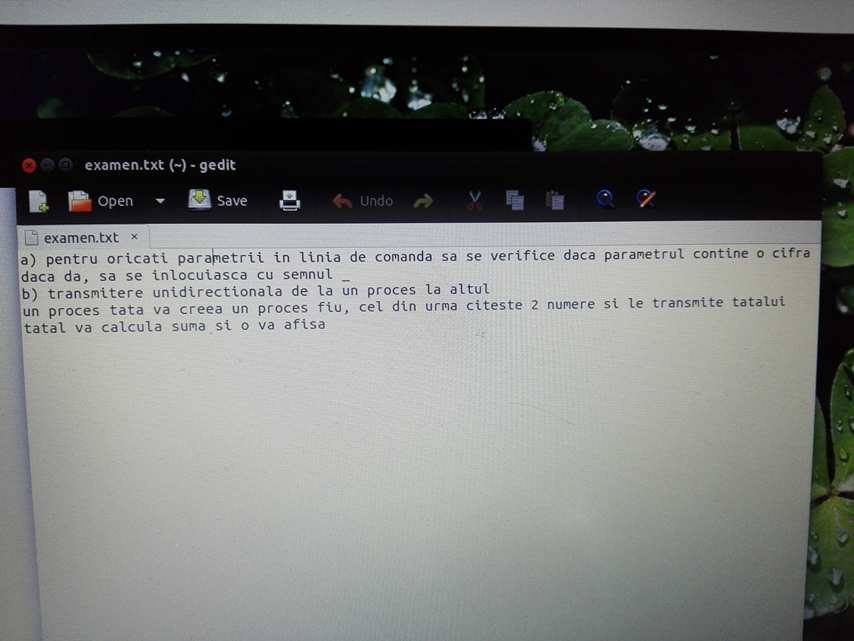 examen.txt (~) - gedit
Open Save Undo
examen.txt ×
a) pentru oricati parametrii in linia de comanda sa se verifice daca parametrul contine o cifra
daca da, sa se inlocuiasca cu semnul _
b) transmitere unidirectionala de la un proces la altul
un proces tata va creea un proces fiu, cel din urma citeste 2 numere si le transmite tatalui
tatal va calcula suma si o va afisa